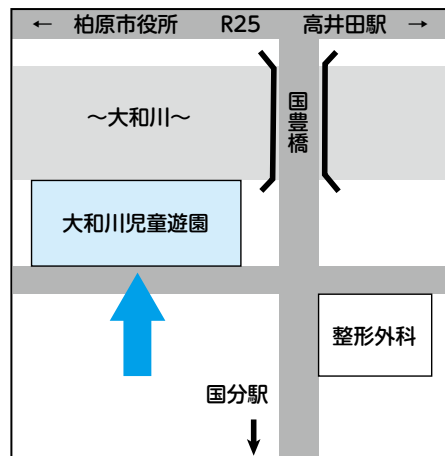 ← 柏原市役所 R25 高井田駅 →
～大和川～
国豊橋
大和川児童遊園
整形外科
国分駅
↓